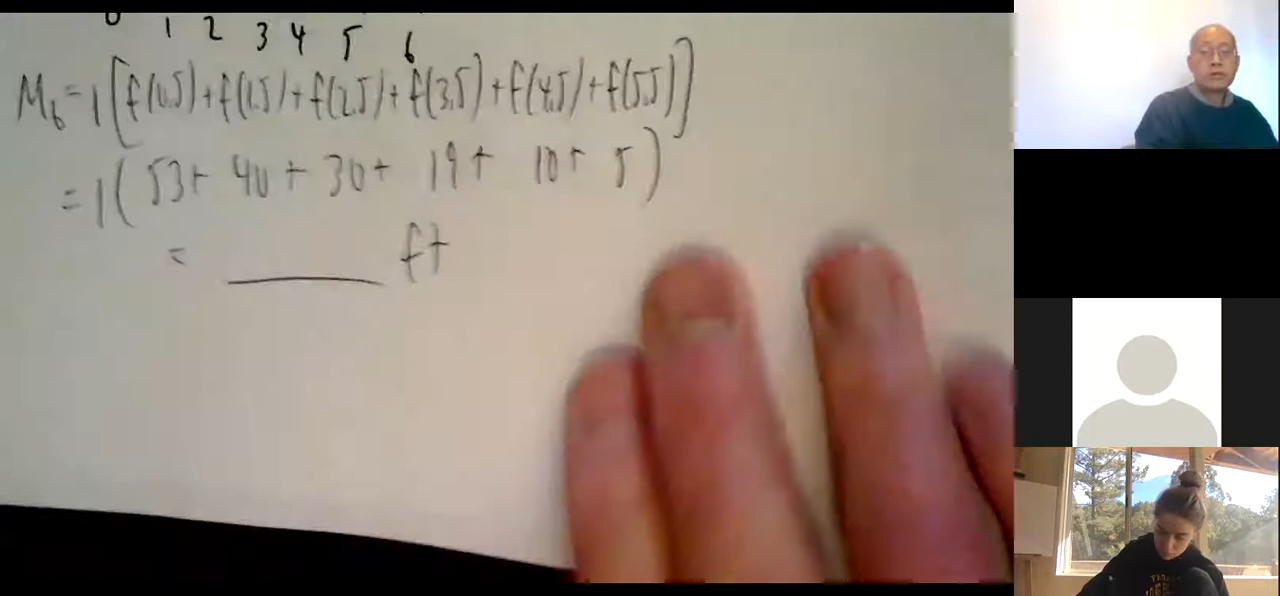 0 1 2 3 4 5 6
M₆ = 1[f(0.5) + f(1.5) + f(2.5) + f(3.5) + f(4.5) + f(5.5)]
= 1(53 + 40 + 30 + 19 + 10 + 5)
= ______ ft